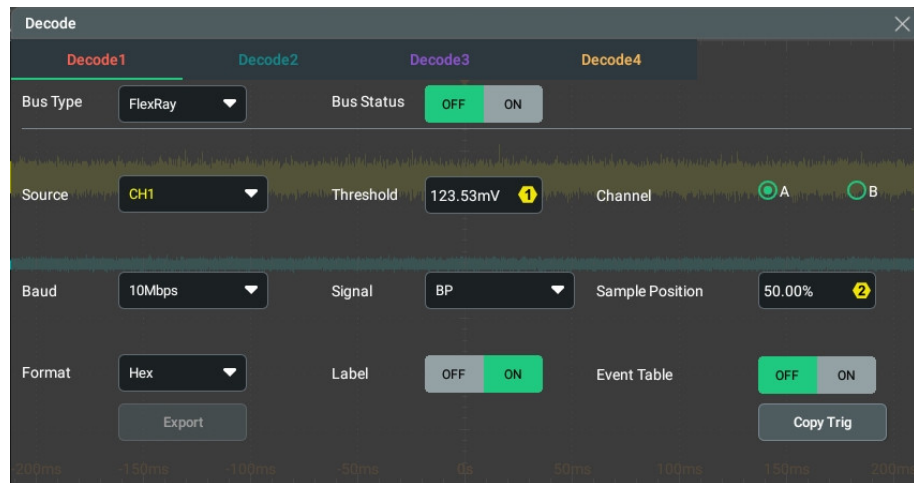 Decode
Decode1 Decode2 Decode3 Decode4
Bus Type FlexRay Bus Status OFF ON
Source CH1 Threshold 123.53mV 1 Channel A B
Baud 10Mbps Signal BP Sample Position 50.00% 2
Format Hex Label OFF ON Event Table OFF ON
Export Copy Trig
-200ms -150ms -100ms -50ms 0s 50ms 100ms 150ms 200ms